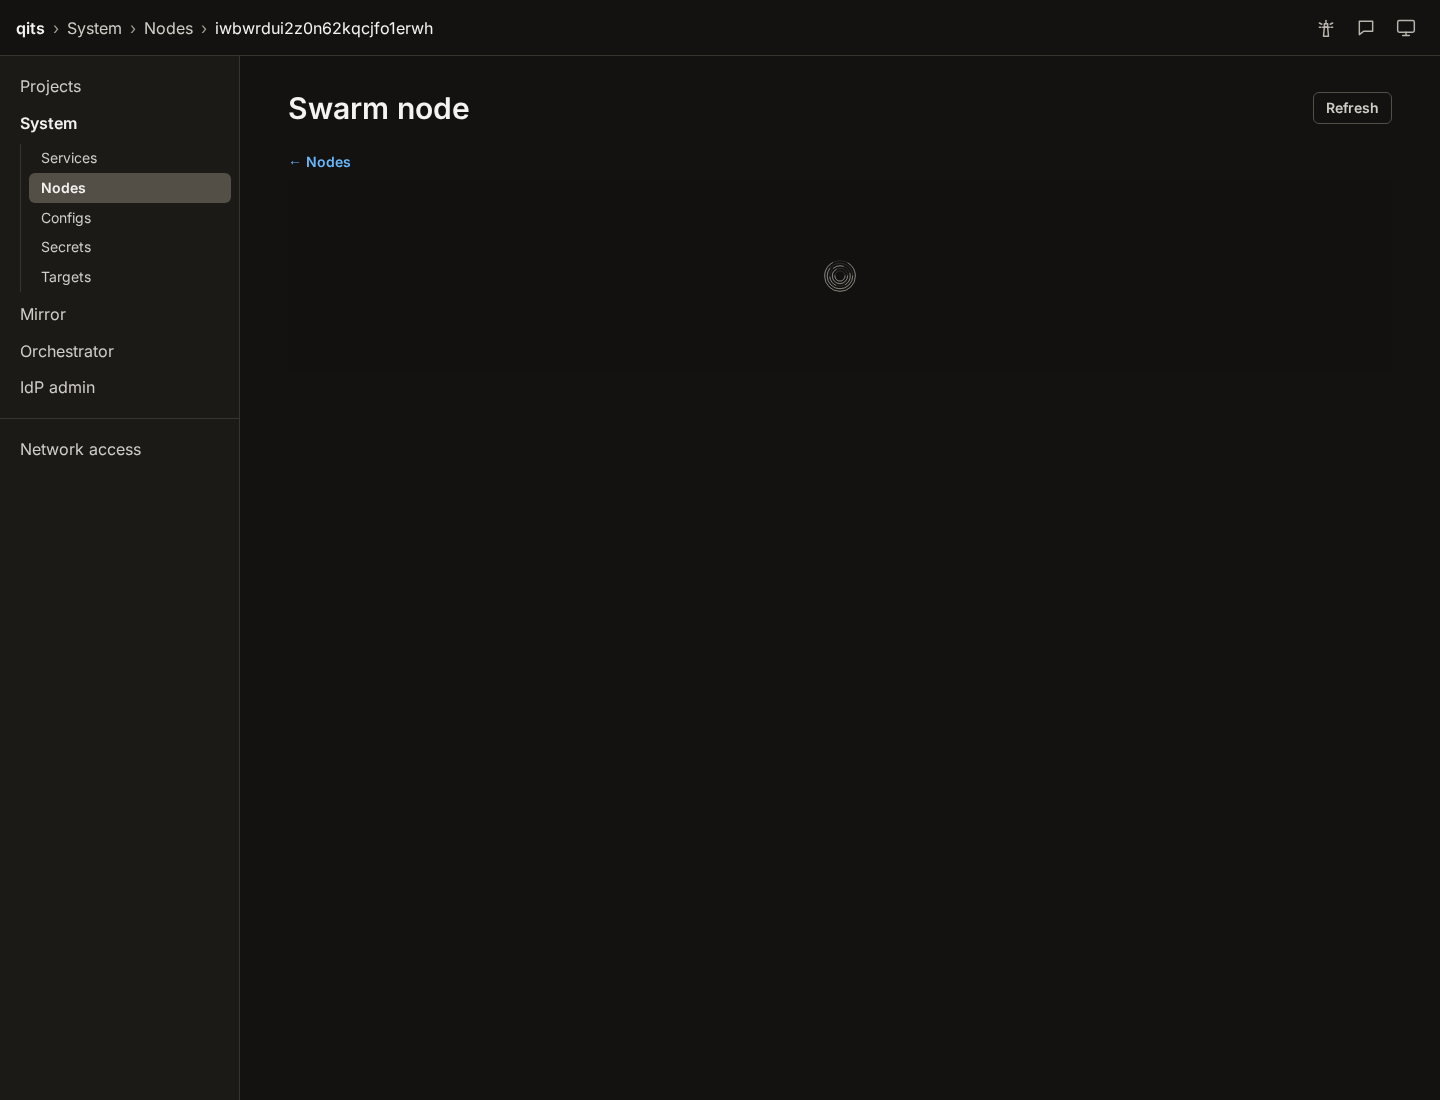 qits › System › Nodes › iwbwrdui2z0n62kqcjfo1erwh
Projects
System
Services
Nodes
Configs
Secrets
Targets
Mirror
Orchestrator
IdP admin
Network access
Swarm node
Refresh
← Nodes